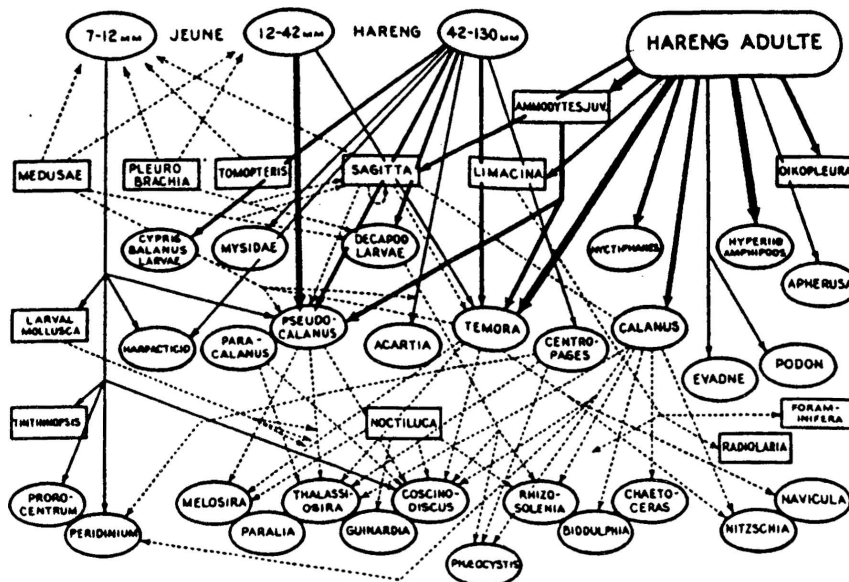 7-12 MM JEUNE 12-42 MM HARENG 42-130 MM
HARENG ADULTE
AMMODYTES JUV.
MEDUSAE
PLEURO
BRACHIA
TOMOPTERIS
SAGITTA
LIMACINA
OIKOPLEURA
CYPRIS
BALANUS
LARVAE
MYSIDAE
DECAPOD
LARVAE
NYCTIPHANES
HYPERIID
AMPHIPODS
APHERUSA
LARVAL
MOLLUSCA
HARPACTICID
PARA-
CALANUS
PSEUDO-
CALANUS
ACARTIA
TEMORA
CENTRO-
PAGES
CALANUS
EVADNE
PODON
TINTINNOPSIS
NOCTILUCA
FORAM-
INIFERA
RADIOLARIA
PRORO-
CENTRUM
PERIDINIUM
MELOSIRA
PARALIA
THALASSI-
OSIRA
GUINARDIA
COSCINO-
DISCUS
RHIZO-
SOLENIA
PHÆOCYSTIS
BIDDULPHIA
CHAETO-
CERAS
NITZSCHIA
NAVICULA